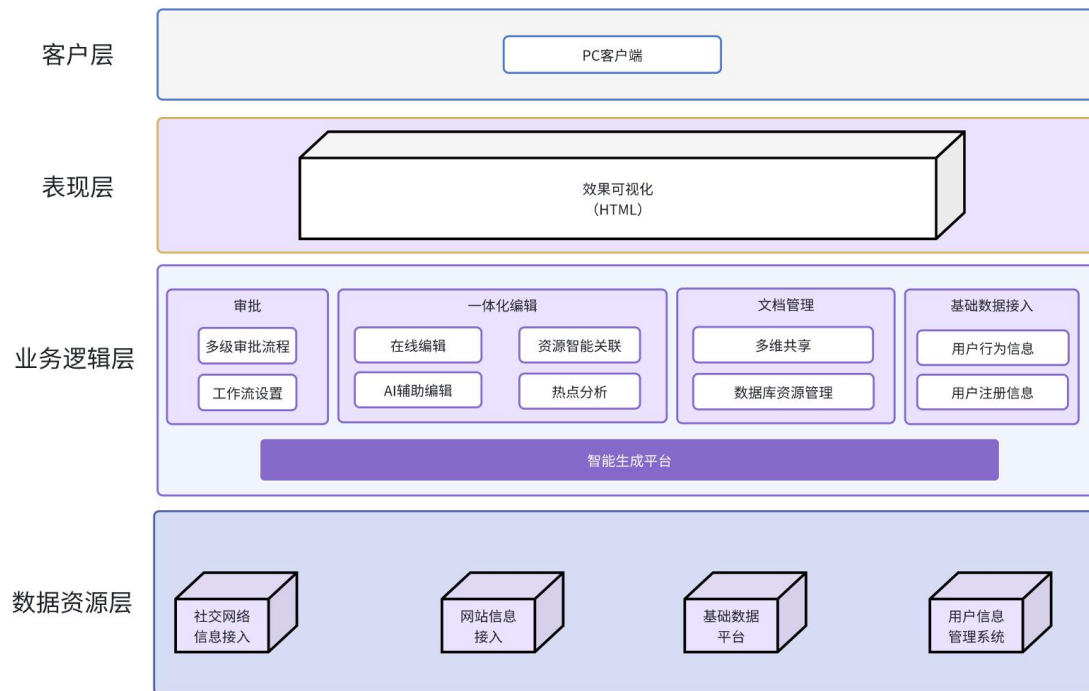 客户层
PC客户端
表现层
效果可视化
（HTML）
业务逻辑层
审批
多级审批流程
工作流设置
一体化编辑
在线编辑
资源智能关联
AI辅助编辑
热点分析
文档管理
多维共享
数据库资源管理
基础数据接入
用户行为信息
用户注册信息
智能生成平台
数据资源层
社交网络
信息接入
网站信息
接入
基础数据
平台
用户信息
管理系统